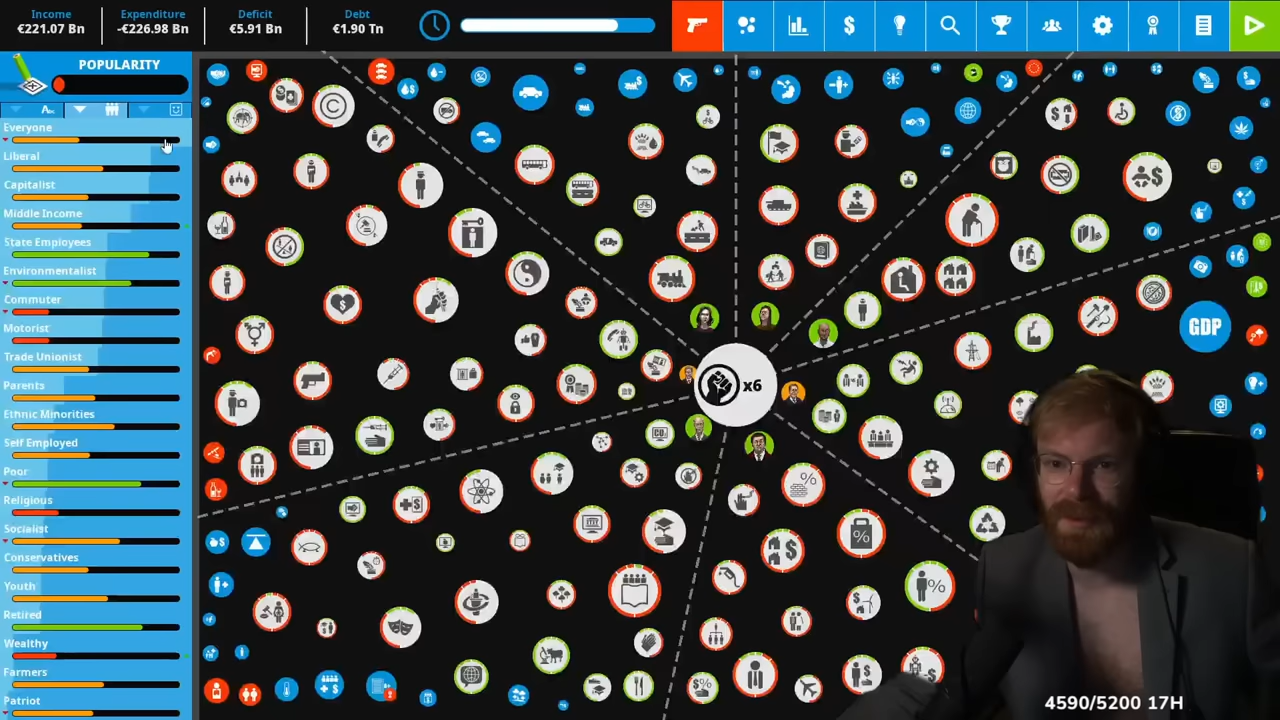 Income
€221.07 Bn
Expenditure
-€226.98 Bn
Deficit
€5.91 Bn
Debt
€1.90 Tn
POPULARITY
Everyone
Liberal
Capitalist
Middle Income
State Employees
Environmentalist
Commuter
Motorist
Trade Unionist
Parents
Ethnic Minorities
Self Employed
Poor
Religious
Socialist
Conservatives
Youth
Retired
Wealthy
Farmers
Patriot
x6
GDP
4590/5200 17H